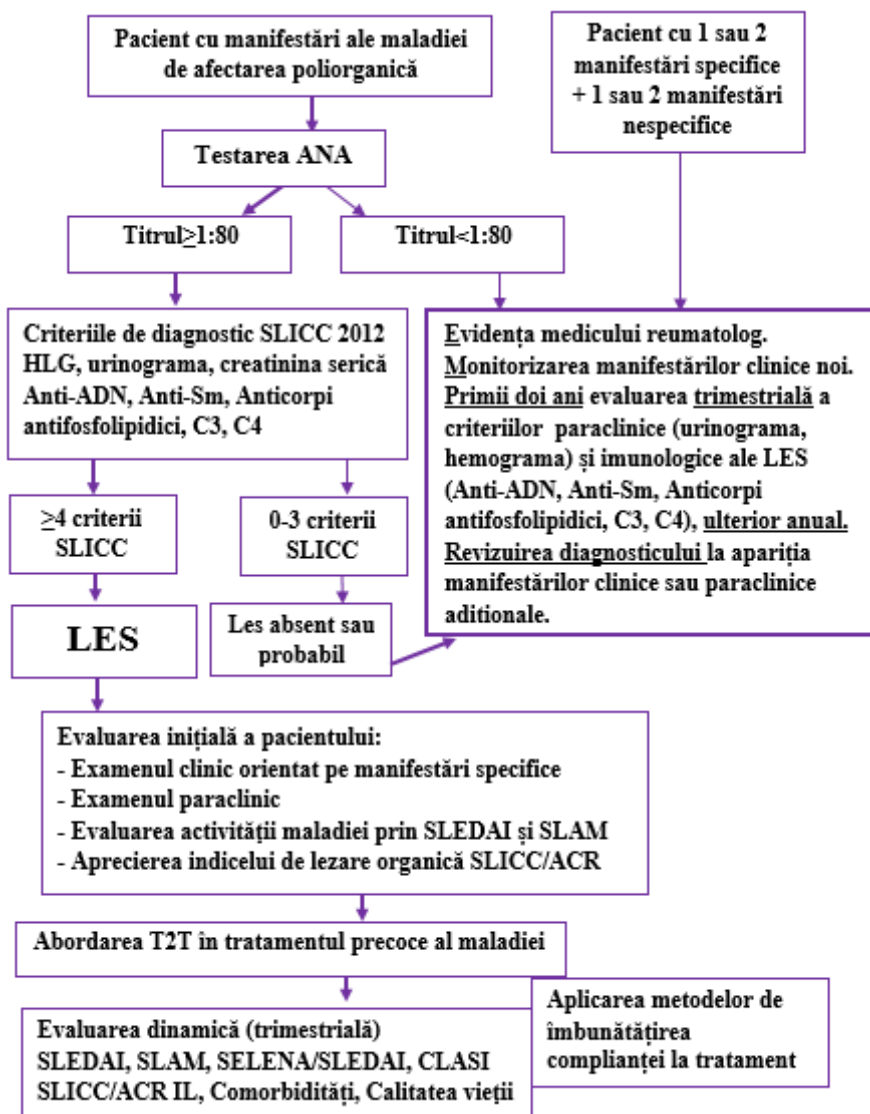 Pacient cu manifestări ale maladiei
de afectarea poliorganică
Pacient cu 1 sau 2
manifestări specifice
+ 1 sau 2 manifestări
nespecifice
Testarea ANA
Titrul≥1:80
Titrul<1:80
Criteriile de diagnostic SLICC 2012
HLG, urinograma, creatinina serică
Anti-ADN, Anti-Sm, Anticorpi
antifosfolipidici, C3, C4
Evidența medicului reumatolog.
Monitorizarea manifestărilor clinice noi.
Primii doi ani evaluarea trimestrială a
criteriilor paraclinice (urinograma,
hemograma) și imunologice ale LES
(Anti-ADN, Anti-Sm, Anticorpi
antifosfolipidici, C3, C4), ulterior anual.
Revizuirea diagnosticului la apariția
manifestărilor clinice sau paraclinice
aditionale.
≥4 criterii
SLICC
0-3 criterii
SLICC
LES
Les absent sau
probabil
Evaluarea inițială a pacientului:
- Examenul clinic orientat pe manifestări specifice
- Examenul paraclinic
- Evaluarea activității maladiei prin SLEDAI și SLAM
- Aprecierea indicelui de lezare organică SLICC/ACR
Abordarea T2T în tratamentul precoce al maladiei
Evaluarea dinamică (trimestrială)
SLEDAI, SLAM, SELENA/SLEDAI, CLASI
SLICC/ACR IL, Comorbidități, Calitatea vieții
Aplicarea metodelor de
îmbunătățirea
complianței la tratament